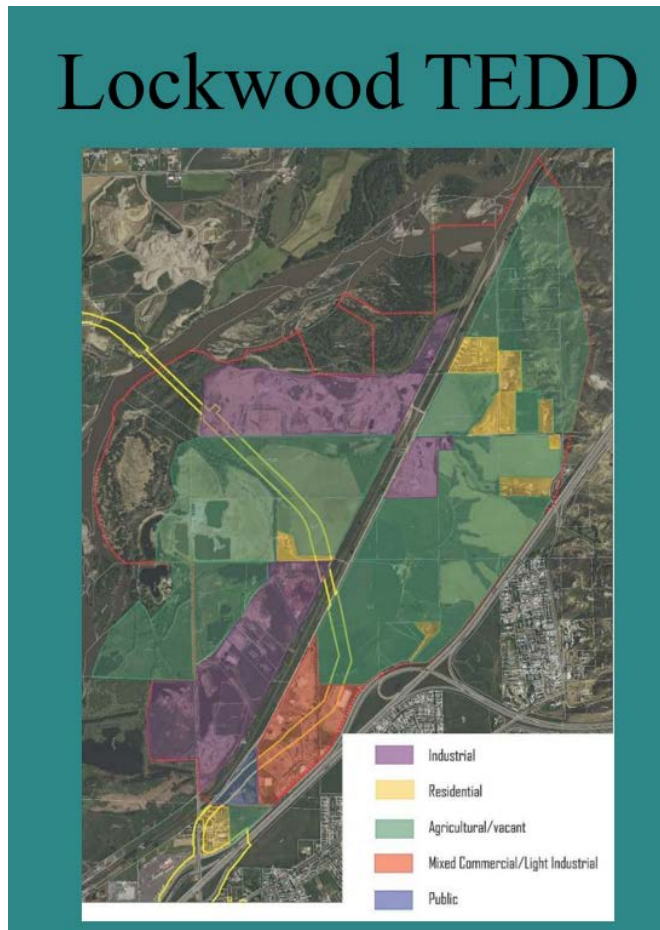 Lockwood TEDD
Industrial
Residential
Agricultural/vacant
Mixed Commercial/Light Industrial
Public